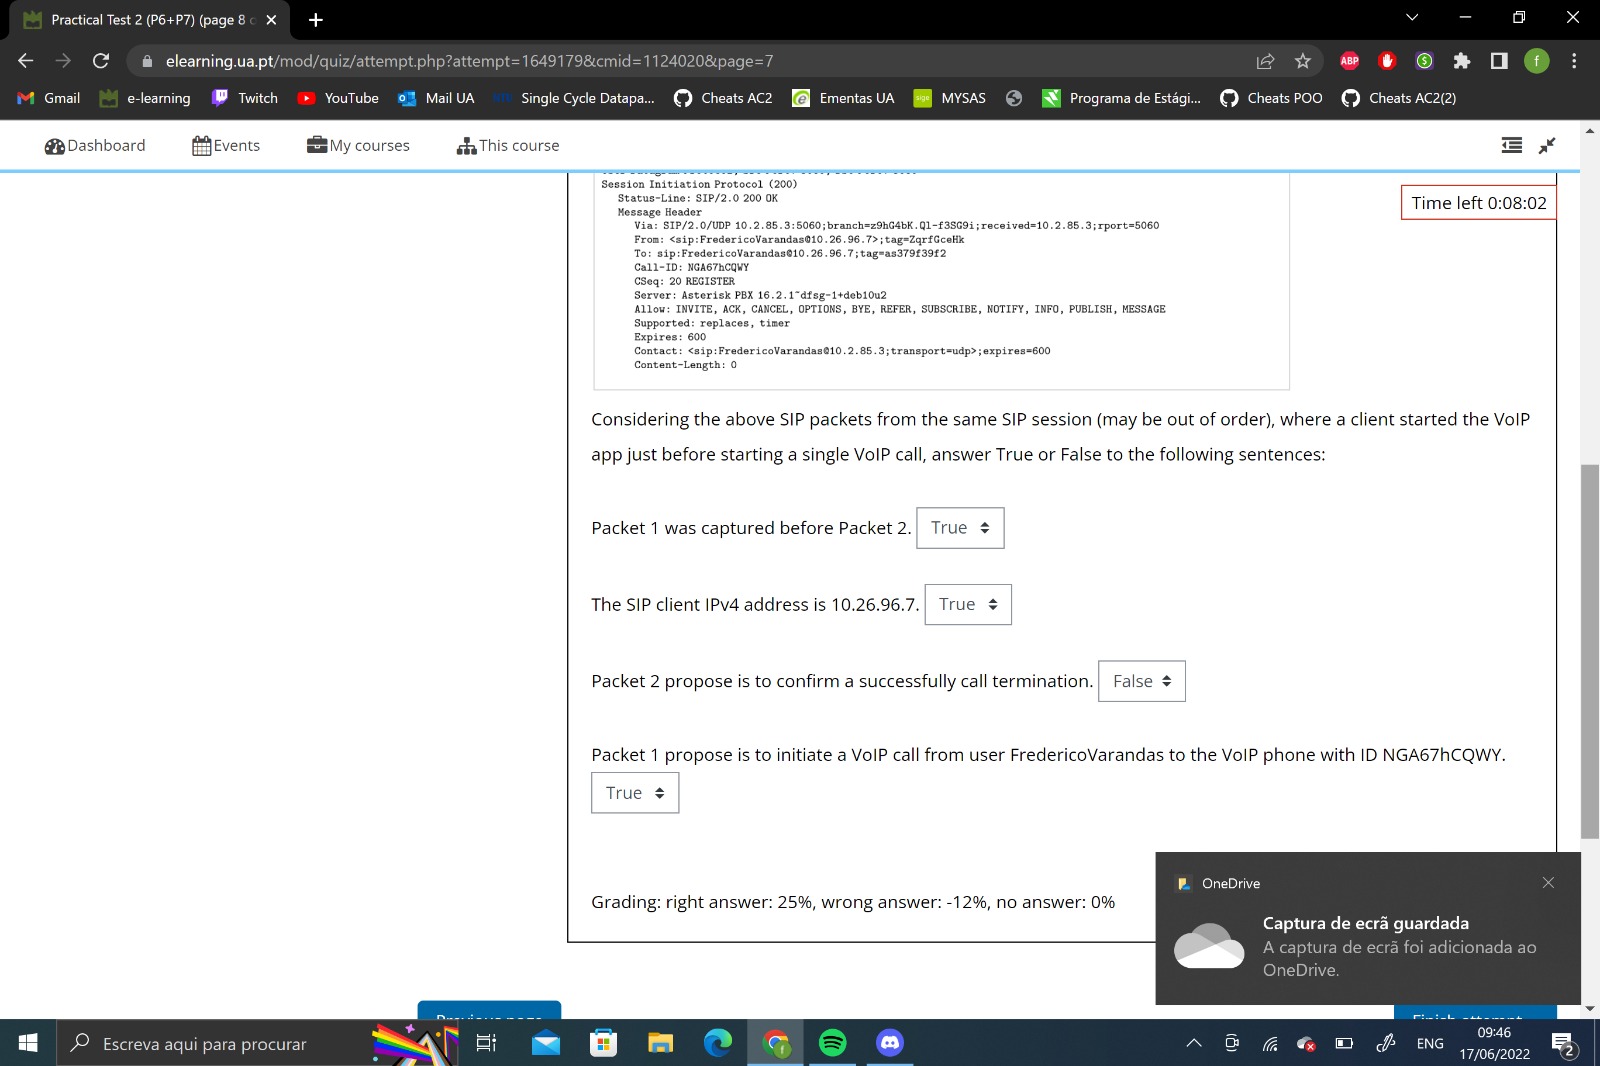 Practical Test 2 (P6+P7) (page 8 o
elearning.ua.pt/mod/quiz/attempt.php?attempt=1649179&cmid=1124020&page=7
ABP
f
Gmail e-learning Twitch YouTube Mail UA Single Cycle Datapa... Cheats AC2 Ementas UA MYSAS Programa de Estági... Cheats POO Cheats AC2(2)
Dashboard Events My courses This course
Time left 0:08:02
Session Initiation Protocol (200)
Status-Line: SIP/2.0 200 OK
Message Header
Via: SIP/2.0/UDP 10.2.85.3:5060;branch=z9hG4bK.Ql-f3SG9i;received=10.2.85.3;rport=5060
From: <sip:FredericoVarandas@10.26.96.7>;tag=ZqrfGceHk
To: sip:FredericoVarandas@10.26.96.7;tag=as379f39f2
Call-ID: NGA67hCQWY
CSeq: 20 REGISTER
Server: Asterisk PBX 16.2.1~dfsg-1+deb10u2
Allow: INVITE, ACK, CANCEL, OPTIONS, BYE, REFER, SUBSCRIBE, NOTIFY, INFO, PUBLISH, MESSAGE
Supported: replaces, timer
Expires: 600
Contact: <sip:FredericoVarandas@10.2.85.3;transport=udp>;expires=600
Content-Length: 0
Considering the above SIP packets from the same SIP session (may be out of order), where a client started the VoIP
app just before starting a single VoIP call, answer True or False to the following sentences:
Packet 1 was captured before Packet 2. True
The SIP client IPv4 address is 10.26.96.7. True
Packet 2 propose is to confirm a successfully call termination. False
Packet 1 propose is to initiate a VoIP call from user FredericoVarandas to the VoIP phone with ID NGA67hCQWY.
True
Grading: right answer: 25%, wrong answer: -12%, no answer: 0%
OneDrive
Captura de ecrã guardada
A captura de ecrã foi adicionada ao
OneDrive.
Previous page
Finish attempt
Escreva aqui para procurar
ENG
09:46
17/06/2022
2